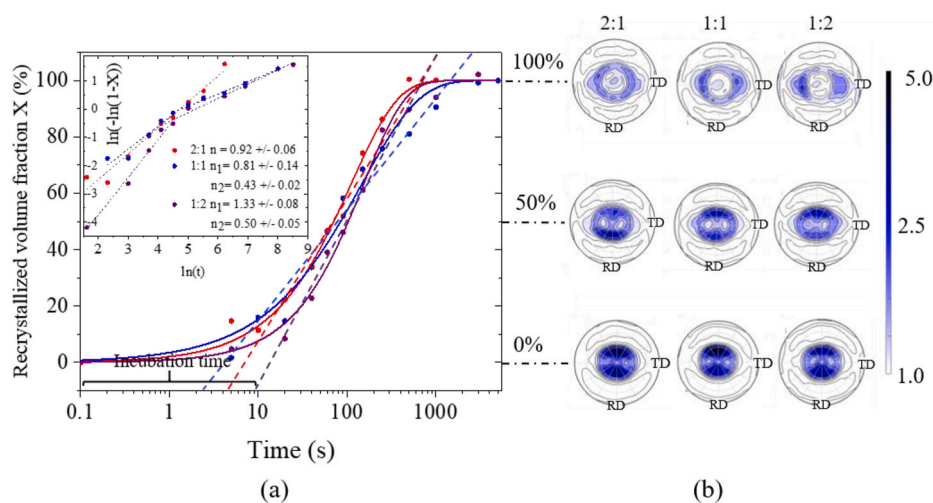 2:1 1:1 1:2
Recrystallized volume fraction X (%)
100
80
60
40
20
0
0.1 1 10 100 1000
Time (s)
Incubation time
ln(-ln((1-X))
1
0
-1
-2
-3
-4
2 3 4 5 6 7 8 9
ln(t)
2:1 n = 0.92 +/- 0.06
1:1 n1= 0.81 +/- 0.14
n2= 0.43 +/- 0.02
1:2 n1= 1.33 +/- 0.08
n2= 0.50 +/- 0.05
100%
TD TD TD
RD RD RD
50%
TD TD TD
RD RD RD
0%
TD TD TD
RD RD RD
5.0
2.5
1.0
(a) (b)